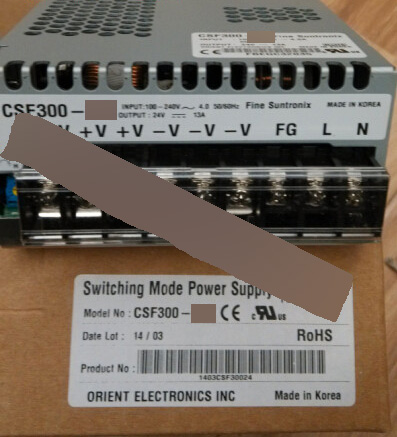 CSF300 Fine Suntronix
CSF300- INPUT:100-240V 4.0 50/60Hz Fine Suntronix MADE IN KOREA
OUTPUT : 24V 13A
+V +V -V -V -V FG L N
Switching Mode Power Supply
Model No : CSF300- CE c UL us
Date Lot : 14 / 03 RoHS
Product No :
1403CSF30024
ORIENT ELECTRONICS INC Made in Korea